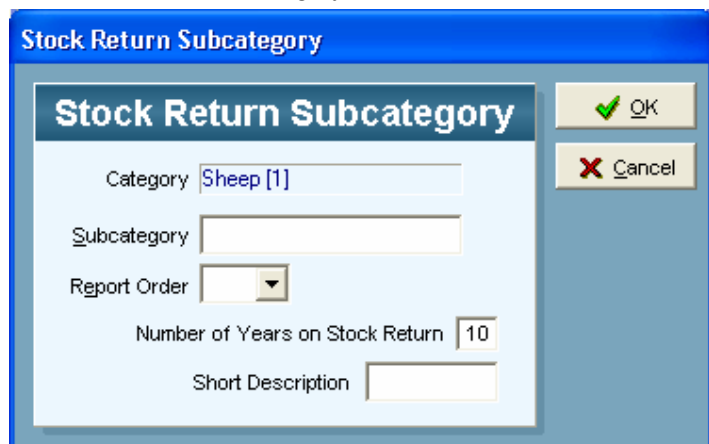 Stock Return Subcategory
Stock Return Subcategory
OK
Category Sheep [1]
Cancel
Subcategory
Report Order
Number of Years on Stock Return 10
Short Description